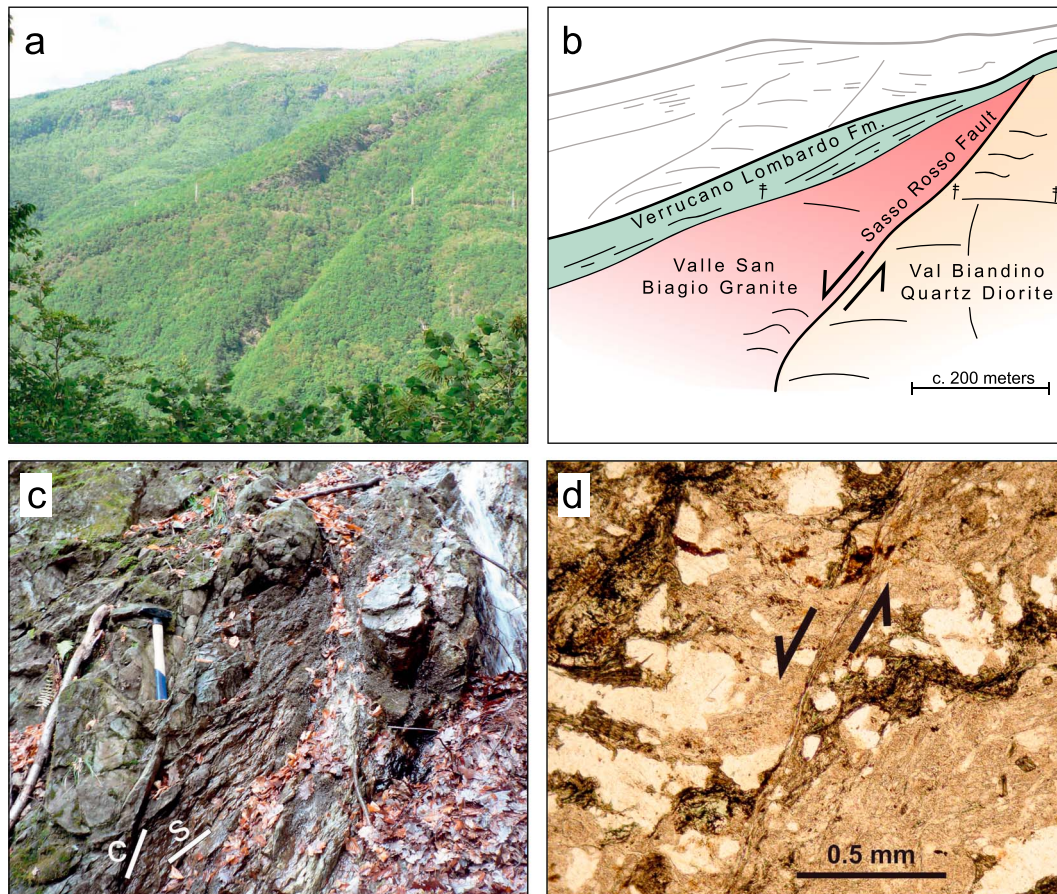 a
b
Verrucano Lombardo Fm.
Sasso Rosso Fault
Valle San
Biagio Granite
Val Biandino
Quartz Diorite
c. 200 meters
c
C
S
d
0.5 mm